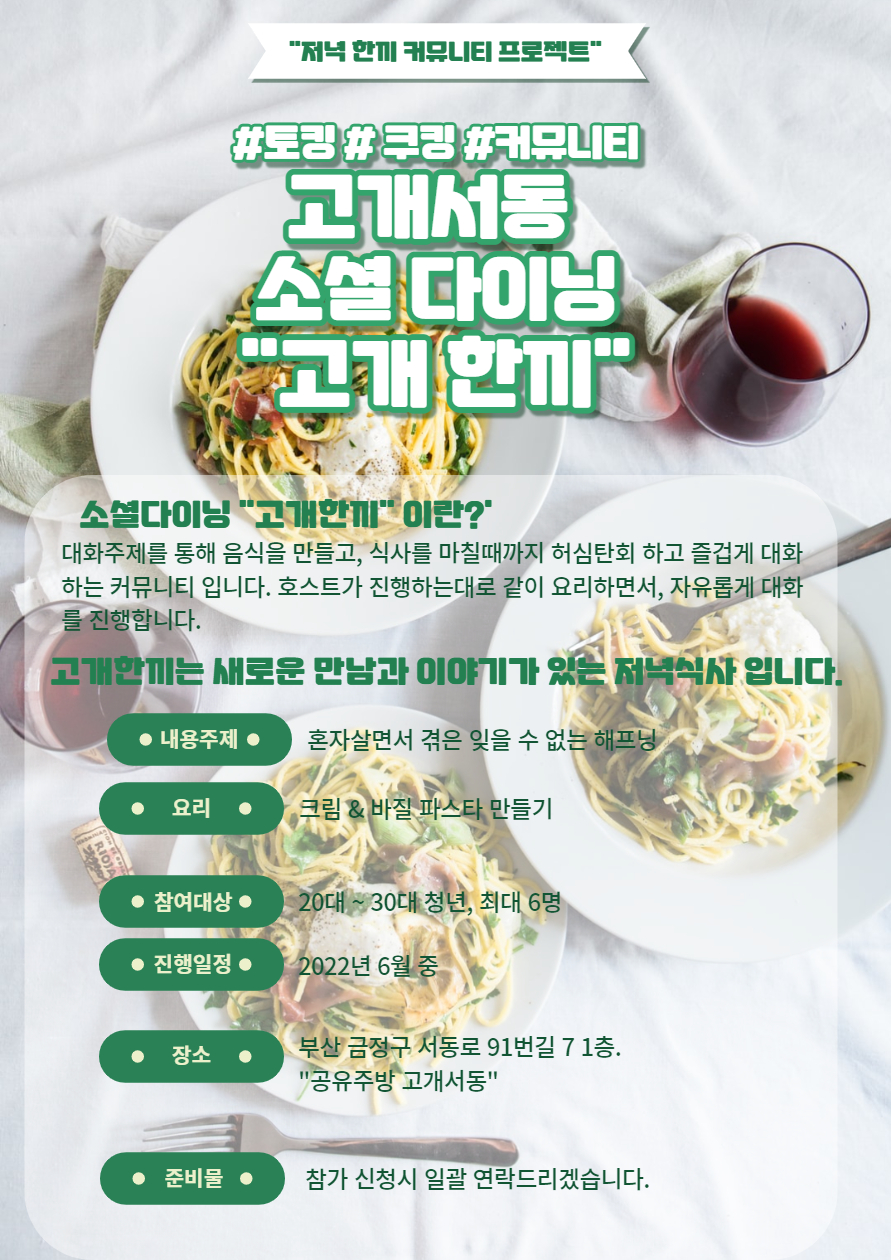 "저녁 한끼 커뮤니티 프로젝트"
#토킹 # 쿠킹 #커뮤니티
고개서동
소셜 다이닝
"고개 한끼"
소셜다이닝 "고개한끼" 이란?'
대화주제를 통해 음식을 만들고, 식사를 마칠때까지 허심탄회 하고 즐겁게 대화
하는 커뮤니티 입니다. 호스트가 진행하는대로 같이 요리하면서, 자유롭게 대화
를 진행합니다.
고개한끼는 새로운 만남과 이야기가 있는 저녁식사 입니다.
• 내용주제 • 혼자살면서 겪은 잊을 수 없는 해프닝
• 요리 • 크림 & 바질 파스타 만들기
RIOJA
• 참여대상 • 20대 ~ 30대 청년, 최대 6명
• 진행일정 • 2022년 6월 중
• 장소 • 부산 금정구 서동로 91번길 7 1층.
"공유주방 고개서동"
• 준비물 • 참가 신청시 일괄 연락드리겠습니다.